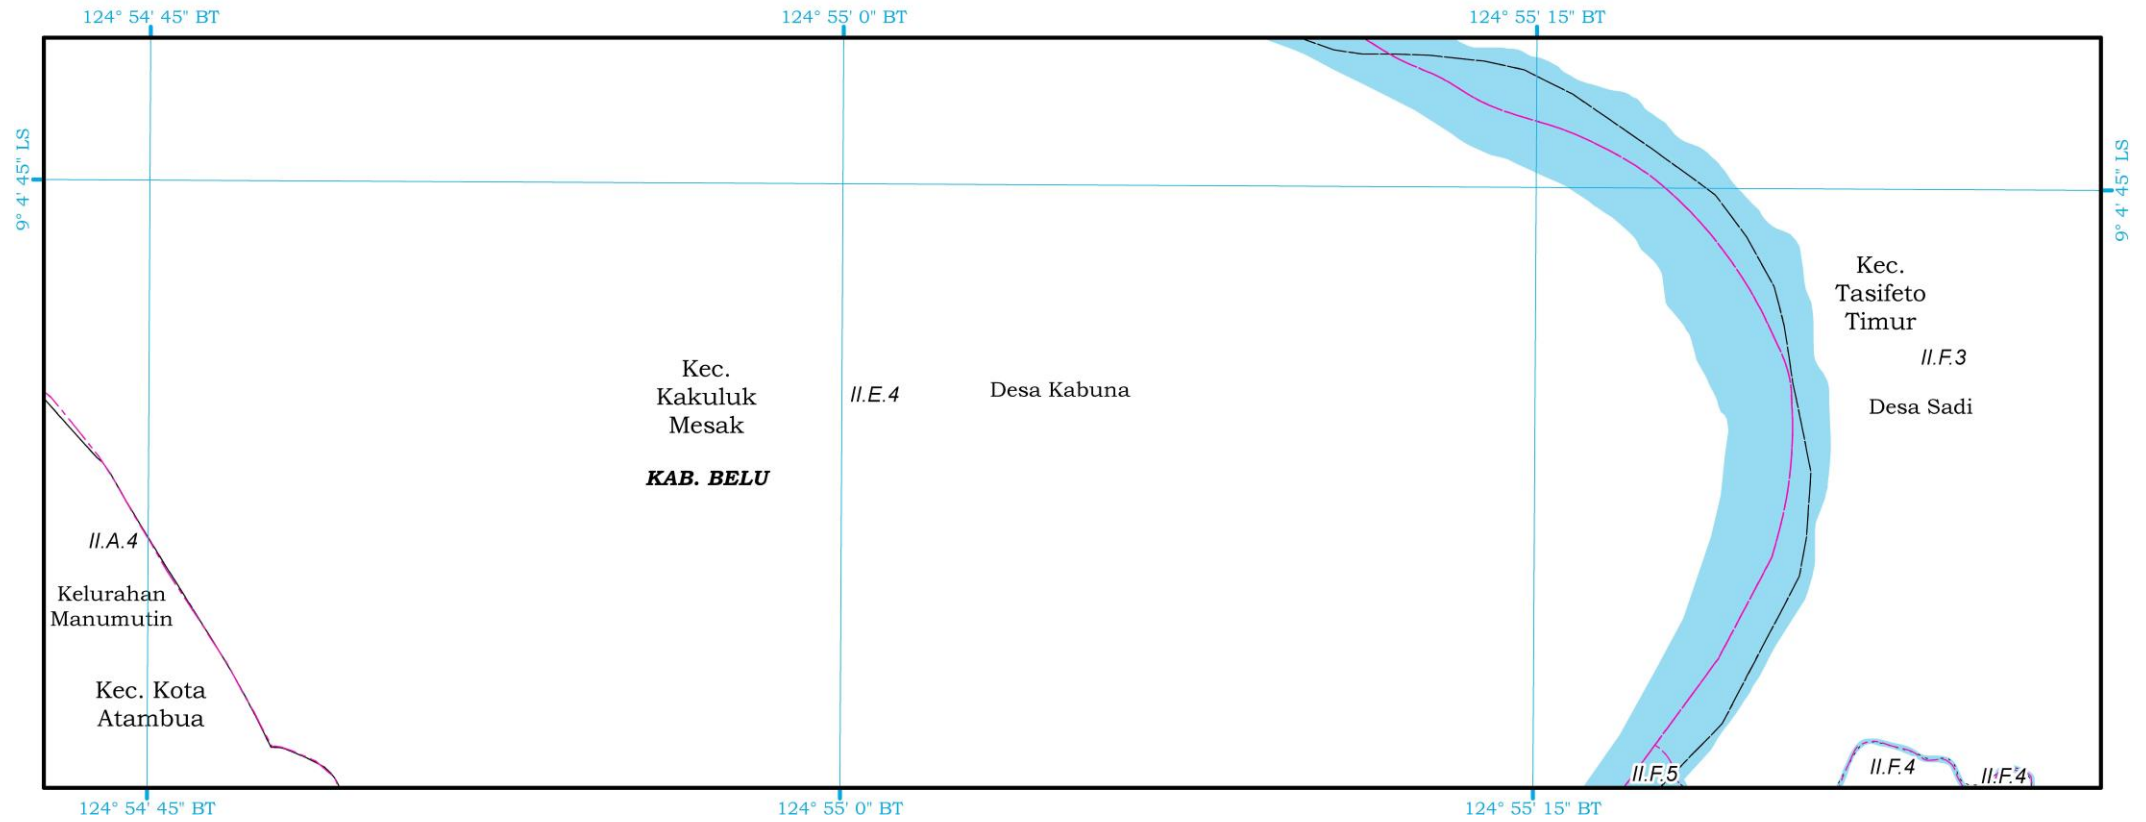 124° 54' 45" BT
124° 55' 0" BT
124° 55' 15" BT
9° 4' 45" LS
9° 4' 45" LS
Kec.
Tasifeto
Timur
II.F.3
Desa Sadi
Kec.
Kakuluk
Mesak
II.E.4
Desa Kabuna
KAB. BELU
II.A.4
Kelurahan
Manumutin
Kec. Kota
Atambua
II.F.5
II.F.4
II.F.4
124° 54' 45" BT
124° 55' 0" BT
124° 55' 15" BT